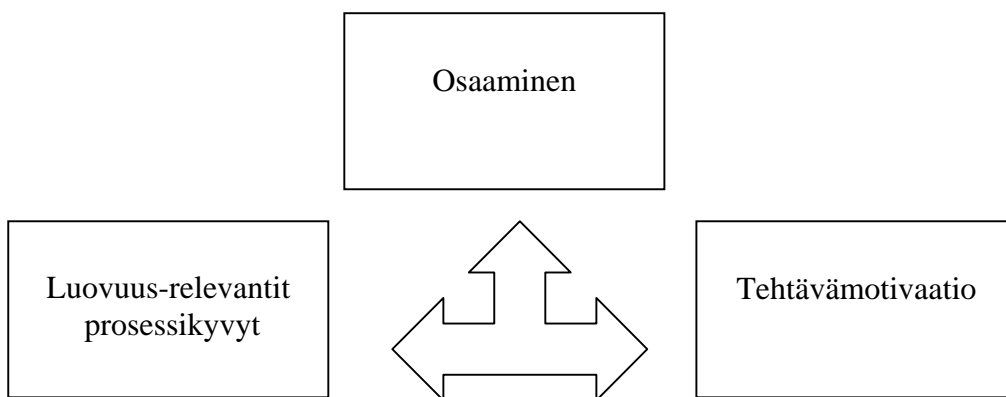 Osaaminen
Luovuus-relevantit
prosessikyvyt
Tehtävämotivaatio